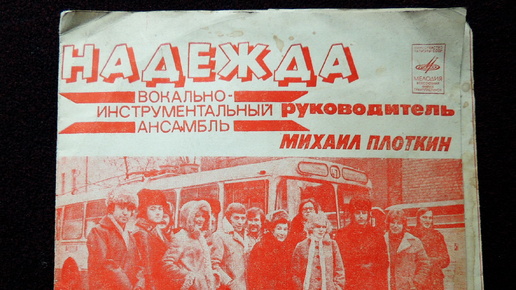 НАДЕЖДА
МЕЛОДИЯ
ВОКАЛЬНО-
ИНСТРУМЕНТАЛЬНЫЙ
АНСАМБЛЬ
РУКОВОДИТЕЛЬ
МИХАИЛ ПЛОТКИН